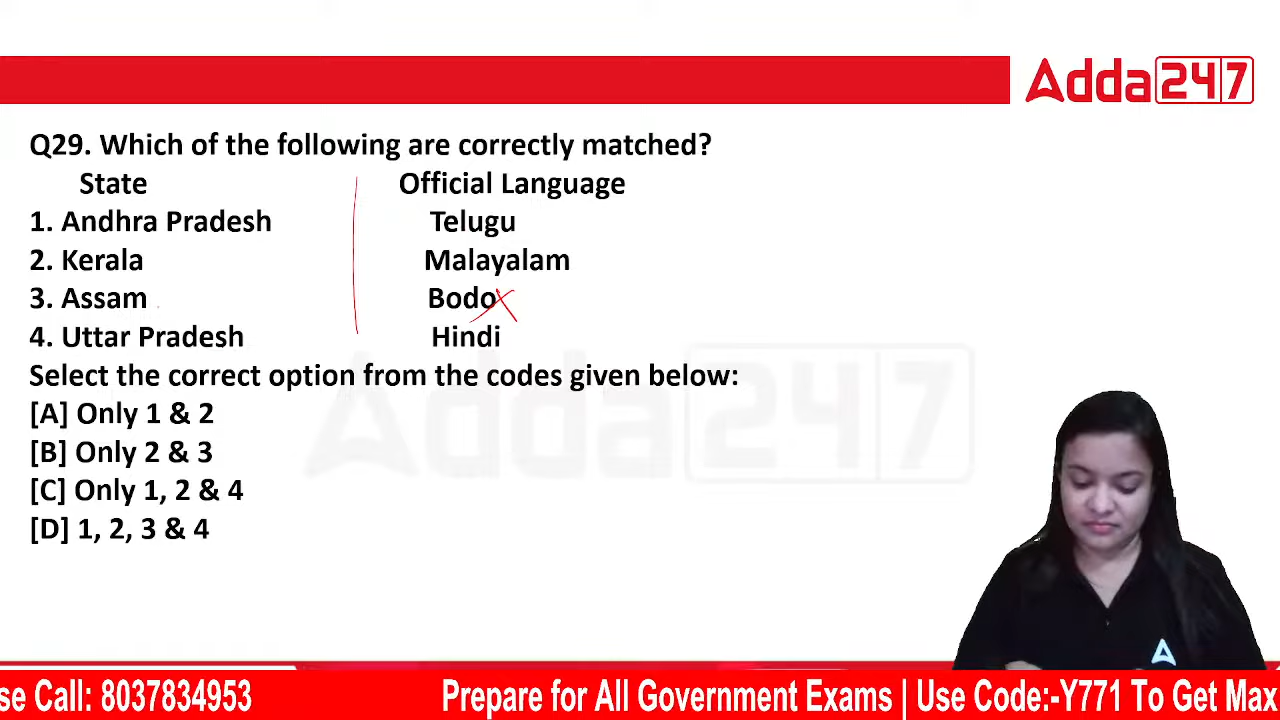 Adda247
Q29. Which of the following are correctly matched?
State Official Language
1. Andhra Pradesh Telugu
2. Kerala Malayalam
3. Assam Bodo
4. Uttar Pradesh Hindi
Select the correct option from the codes given below:
[A] Only 1 & 2
[B] Only 2 & 3
[C] Only 1, 2 & 4
[D] 1, 2, 3 & 4
Adda247
se Call: 8037834953 Prepare for All Government Exams | Use Code:-Y771 To Get Max